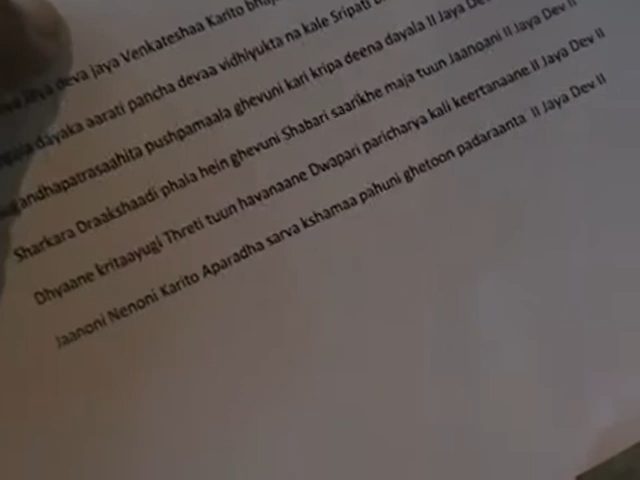 deva jaya Venkateshaa Karito
dayaka aarati pancha devaa vidhiyukta na kale Sripati
pushpamaala ghevuni kari kripa deena dayala II Jaya
Sharkara Draakshaadi phala hein ghevuni Shabari saarikhe maja tuun Jaanoani II Jaya Dev II
Dhyaane kritaayugi Threti tuun havanaane Dwapari paricharya kali keertanaane II Jaya Dev II
Jaanoni Nenoni Karito Aparadha sarva kshamaa pahuni ghetoon padaraanta II Jaya Dev II